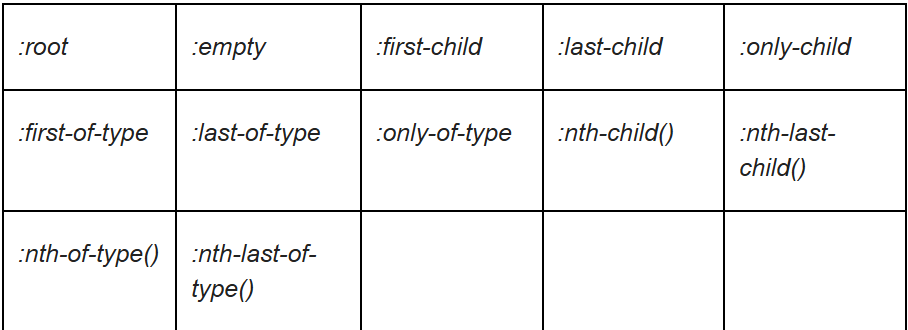 :root :empty :first-child :last-child :only-child
:first-of-type :last-of-type :only-of-type :nth-child() :nth-last-
child()
:nth-of-type() :nth-last-of-
type()